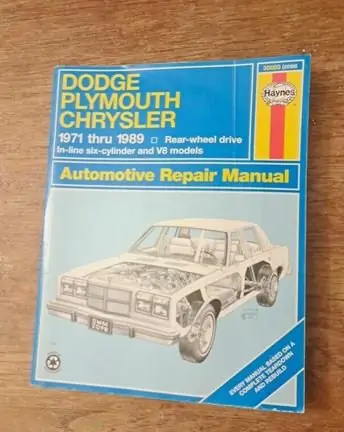 DODGE
PLYMOUTH
CHRYSLER
1971 thru 1989 □ Rear-wheel drive
In-line six-cylinder and V8 models
Haynes
Automotive Repair Manual
EVERY MANUAL BASED ON A
COMPLETE TEARDOWN
AND REBUILD